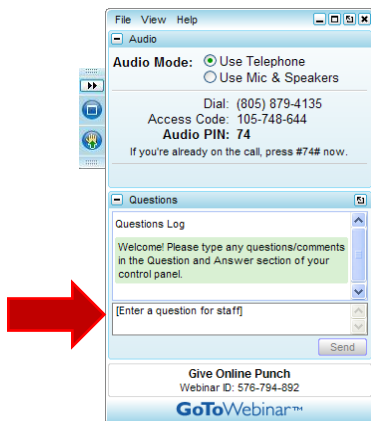 File View Help
Audio
Audio Mode: Use Telephone
Use Mic & Speakers
Dial: (805) 879-4135
Access Code: 105-748-644
Audio PIN: 74
If you're already on the call, press #74# now.
Questions
Questions Log
Welcome! Please type any questions/comments
in the Question and Answer section of your
control panel.
[Enter a question for staff]
Send
Give Online Punch
Webinar ID: 576-794-892
GoToWebinar™